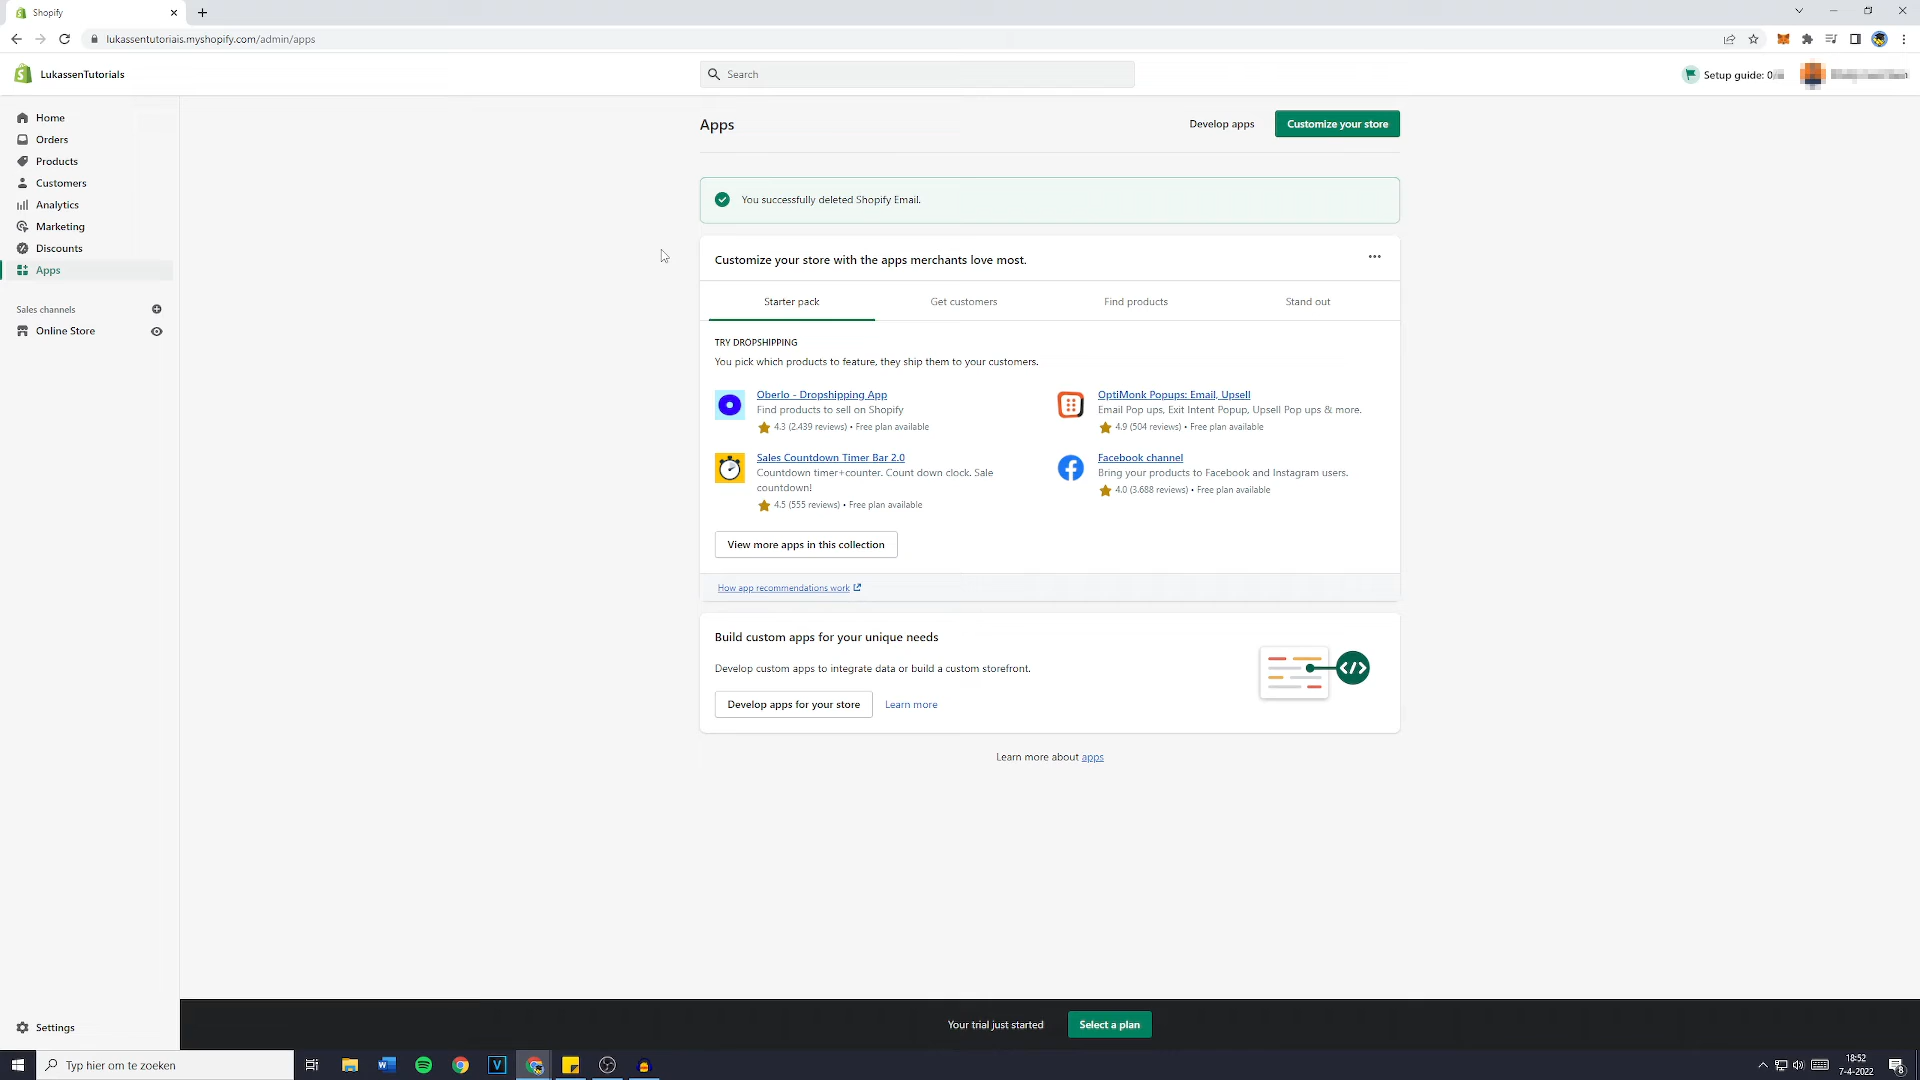 Shopify
lukassentutorials.myshopify.com/admin/apps
LukassenTutorials
Search
Setup guide: 0
Home
Orders
Products
Customers
Analytics
Marketing
Discounts
Apps
Sales channels
Online Store
Settings
Apps
Develop apps
Customize your store
You successfully deleted Shopify Email.
Customize your store with the apps merchants love most.
Starter pack
Get customers
Find products
Stand out
TRY DROPSHIPPING
You pick which products to feature, they ship them to your customers.
Oberlo - Dropshipping App
Find products to sell on Shopify
4.3 (2.439 reviews) • Free plan available
OptiMonk Popups: Email, Upsell
Email Pop ups, Exit Intent Popup, Upsell Pop ups & more.
4.9 (504 reviews) • Free plan available
Sales Countdown Timer Bar 2.0
Countdown timer+counter. Count down clock. Sale
countdown!
4.5 (555 reviews) • Free plan available
Facebook channel
Bring your products to Facebook and Instagram users.
4.0 (3.688 reviews) • Free plan available
View more apps in this collection
How app recommendations work
Build custom apps for your unique needs
Develop custom apps to integrate data or build a custom storefront.
Develop apps for your store
Learn more
Learn more about apps
Your trial just started
Select a plan
Typ hier om te zoeken
18:52
7-4-2022
8